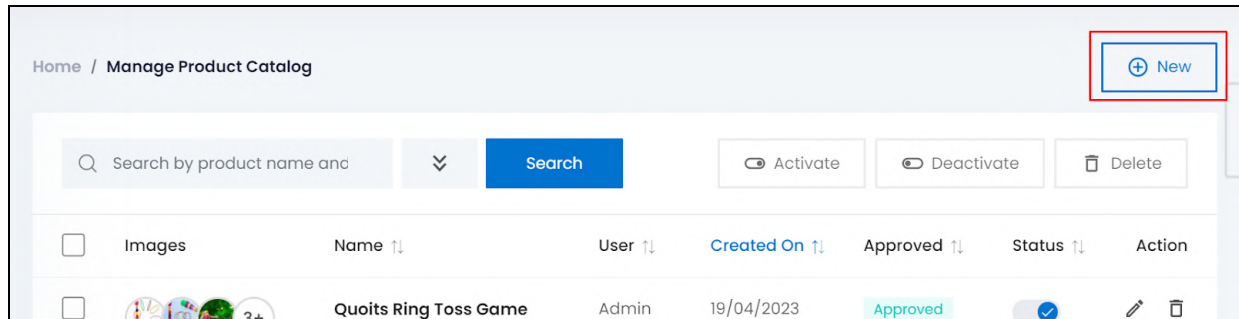 Home / Manage Product Catalog
New
Search by product name and
Search
Activate
Deactivate
Delete
Images Name User Created On Approved Status Action
3+ Quoits Ring Toss Game Admin 19/04/2023 Approved